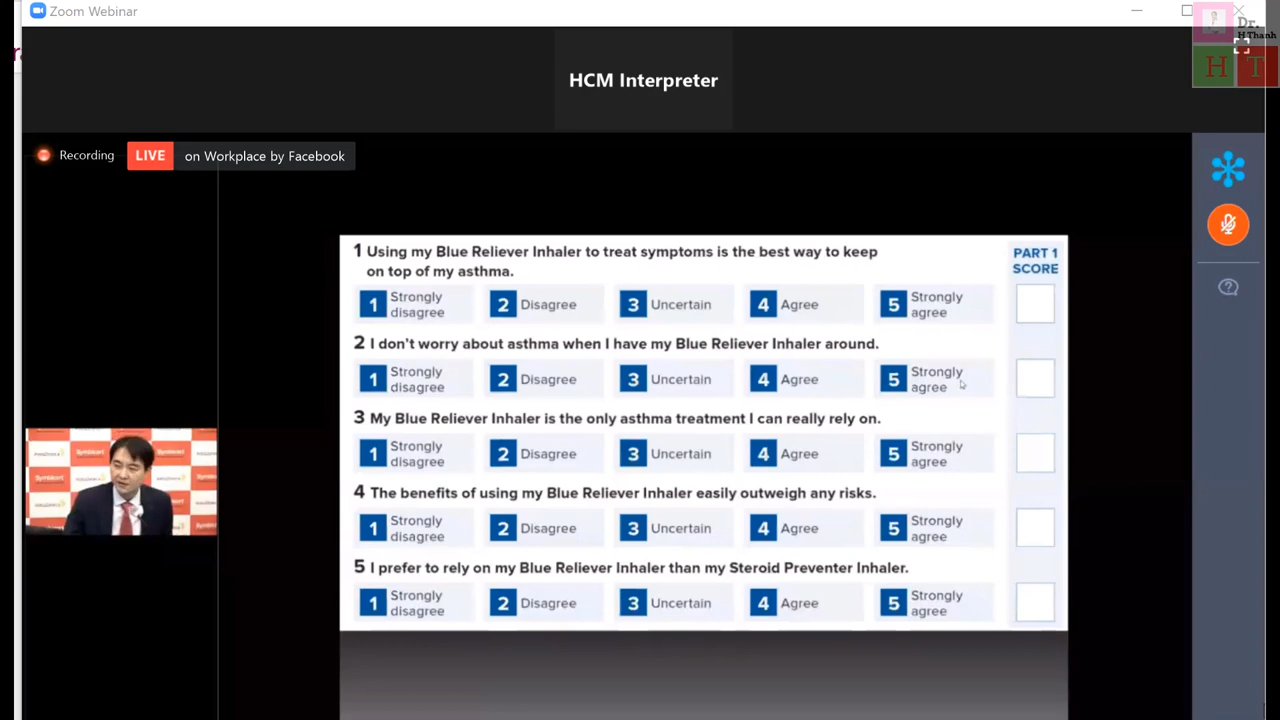 Zoom Webinar
Dr.
H Thanh
H T
HCM Interpreter
Recording
LIVE on Workplace by Facebook
1 Using my Blue Reliever Inhaler to treat symptoms is the best way to keep
on top of my asthma.
PART 1
SCORE
1 Strongly disagree 2 Disagree 3 Uncertain 4 Agree 5 Strongly agree
2 I don't worry about asthma when I have my Blue Reliever Inhaler around.
1 Strongly disagree 2 Disagree 3 Uncertain 4 Agree 5 Strongly agree
3 My Blue Reliever Inhaler is the only asthma treatment I can really rely on.
1 Strongly disagree 2 Disagree 3 Uncertain 4 Agree 5 Strongly agree
4 The benefits of using my Blue Reliever Inhaler easily outweigh any risks.
1 Strongly disagree 2 Disagree 3 Uncertain 4 Agree 5 Strongly agree
5 I prefer to rely on my Blue Reliever Inhaler than my Steroid Preventer Inhaler.
1 Strongly disagree 2 Disagree 3 Uncertain 4 Agree 5 Strongly agree